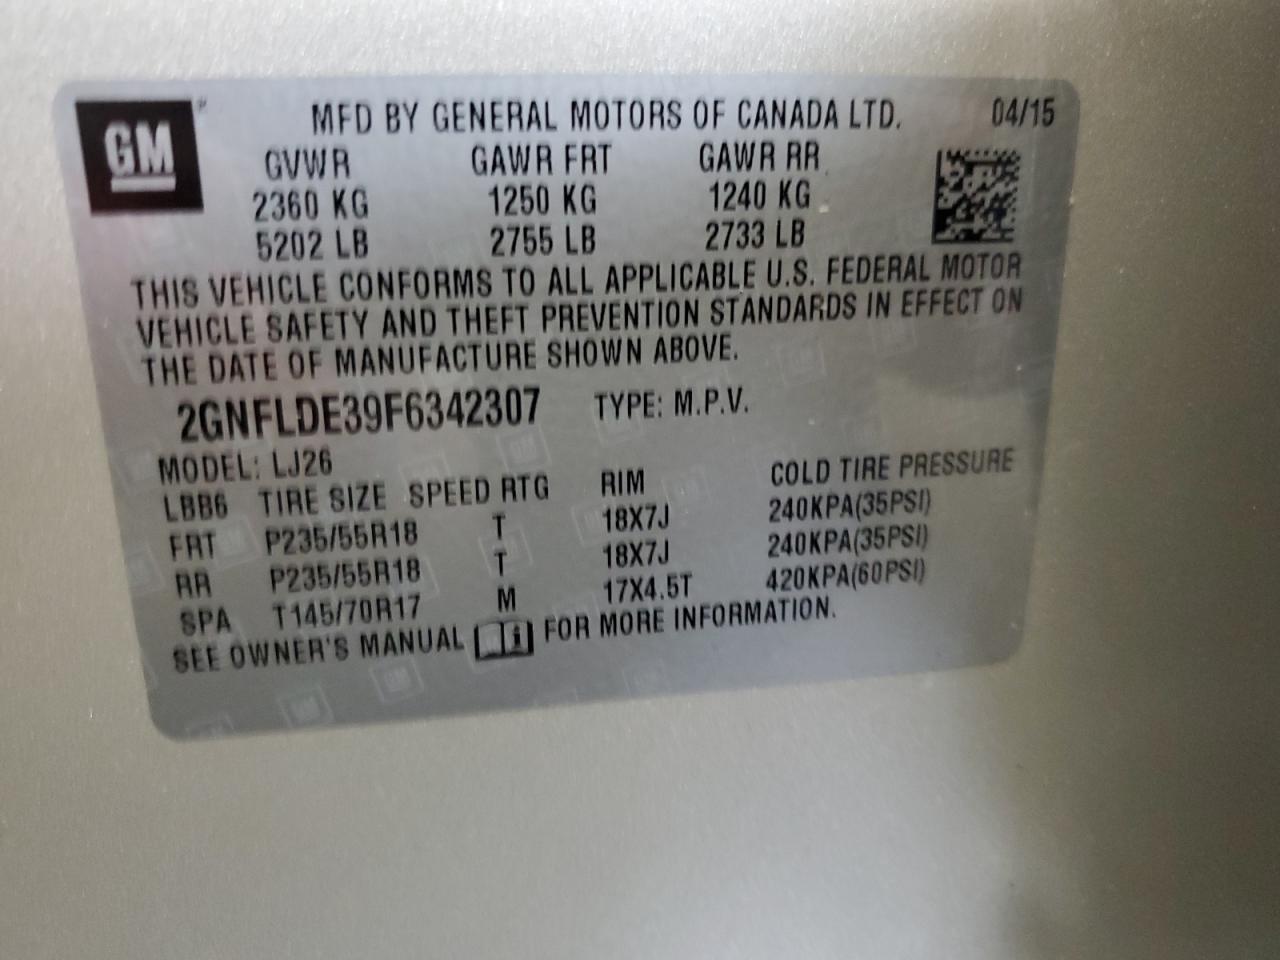 GM MFD BY GENERAL MOTORS OF CANADA LTD. 04/15
GVWR GAWR FRT GAWR RR
2360 KG 1250 KG 1240 KG
5202 LB 2755 LB 2733 LB
THIS VEHICLE CONFORMS TO ALL APPLICABLE U.S. FEDERAL MOTOR
VEHICLE SAFETY AND THEFT PREVENTION STANDARDS IN EFFECT ON
THE DATE OF MANUFACTURE SHOWN ABOVE.
2GNFLDE39F6342307 TYPE: M.P.V.
MODEL: LJ26
LBB6 TIRE SIZE SPEED RTG RIM COLD TIRE PRESSURE
FRT P235/55R18 T 18X7J 240KPA(35PSI)
RR P235/55R18 T 18X7J 240KPA(35PSI)
SPA T145/70R17 M 17X4.5T 420KPA(60PSI)
SEE OWNER'S MANUAL FOR MORE INFORMATION.